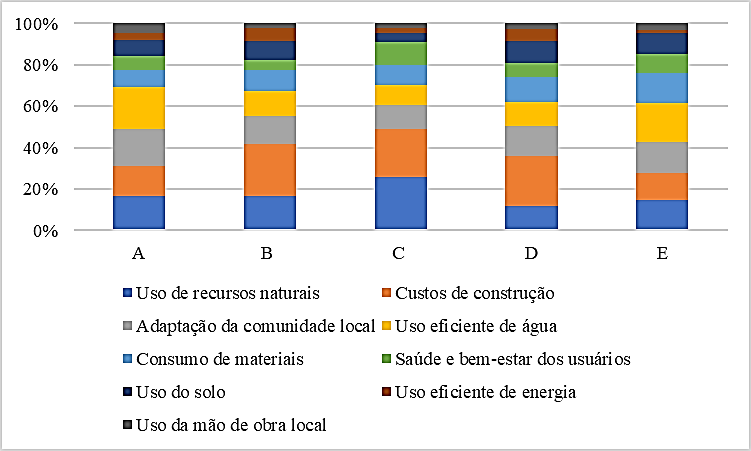 100%
80%
60%
40%
20%
0%
A B C D E
Uso de recursos naturais Custos de construção
Adaptação da comunidade local Uso eficiente de água
Consumo de materiais Saúde e bem-estar dos usuários
Uso do solo Uso eficiente de energia
Uso da mão de obra local